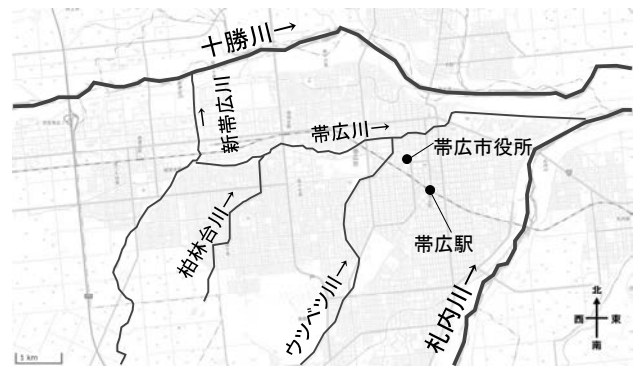 十勝川→
新帯広川→
帯広川→
帯広市役所
帯広駅
柏林台川→
ウツベツ川→
札内川→
北
西 東
南
1 km